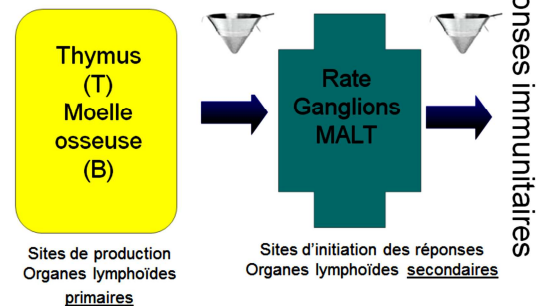 Thymus
(T)
Moelle
osseuse
(B)
Rate
Ganglions
MALT
Sites de production
Organes lymphoïdes
primaires
Sites d'initiation des réponses
Organes lymphoïdes secondaires
immunitaires